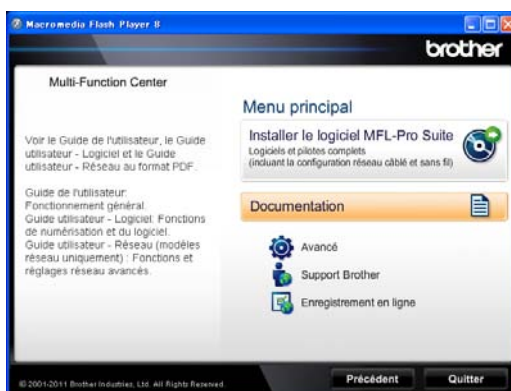 Macromedia Flash Player 8
brother
Multi-Function Center
Voir le Guide de l'utilisateur, le Guide
utilisateur - Logiciel et le Guide
utilisateur - Réseau au format PDF.
Guide de l'utilisateur:
Fonctionnement général.
Guide utilisateur - Logiciel: Fonctions
de numérisation et du logiciel.
Guide utilisateur - Réseau (modèles
réseau uniquement) : Fonctions et
réglages réseau avancés.
Menu principal
Installer le logiciel MFL-Pro Suite
Logiciels et pilotes complets
(incluant la configuration réseau câblé et sans fil)
Documentation
Avancé
Support Brother
Enregistrement en ligne
© 2001-2011 Brother Industries, Ltd. All Rights Reserved.
Précédent
Quitter